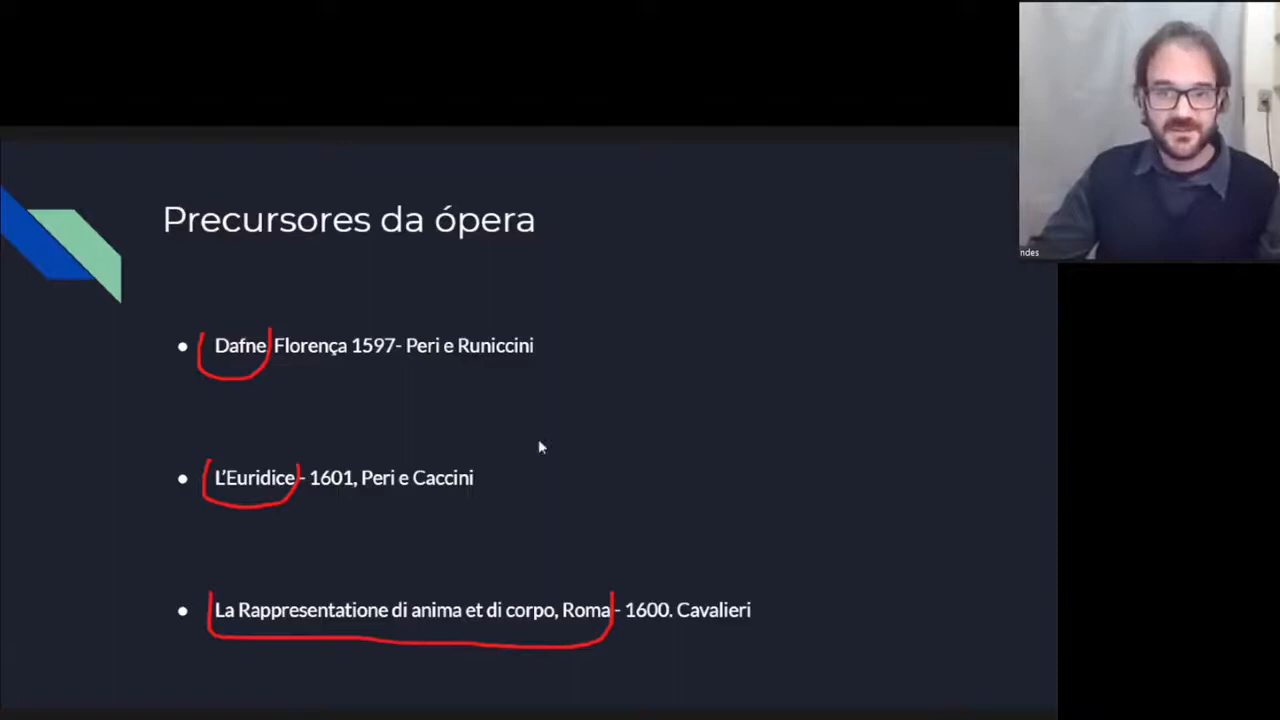 ndes
Precursores da ópera
Dafne Florença 1597- Peri e Runiccini
L'Euridice - 1601, Peri e Caccini
La Rappresentatione di anima et di corpo, Roma - 1600. Cavalieri